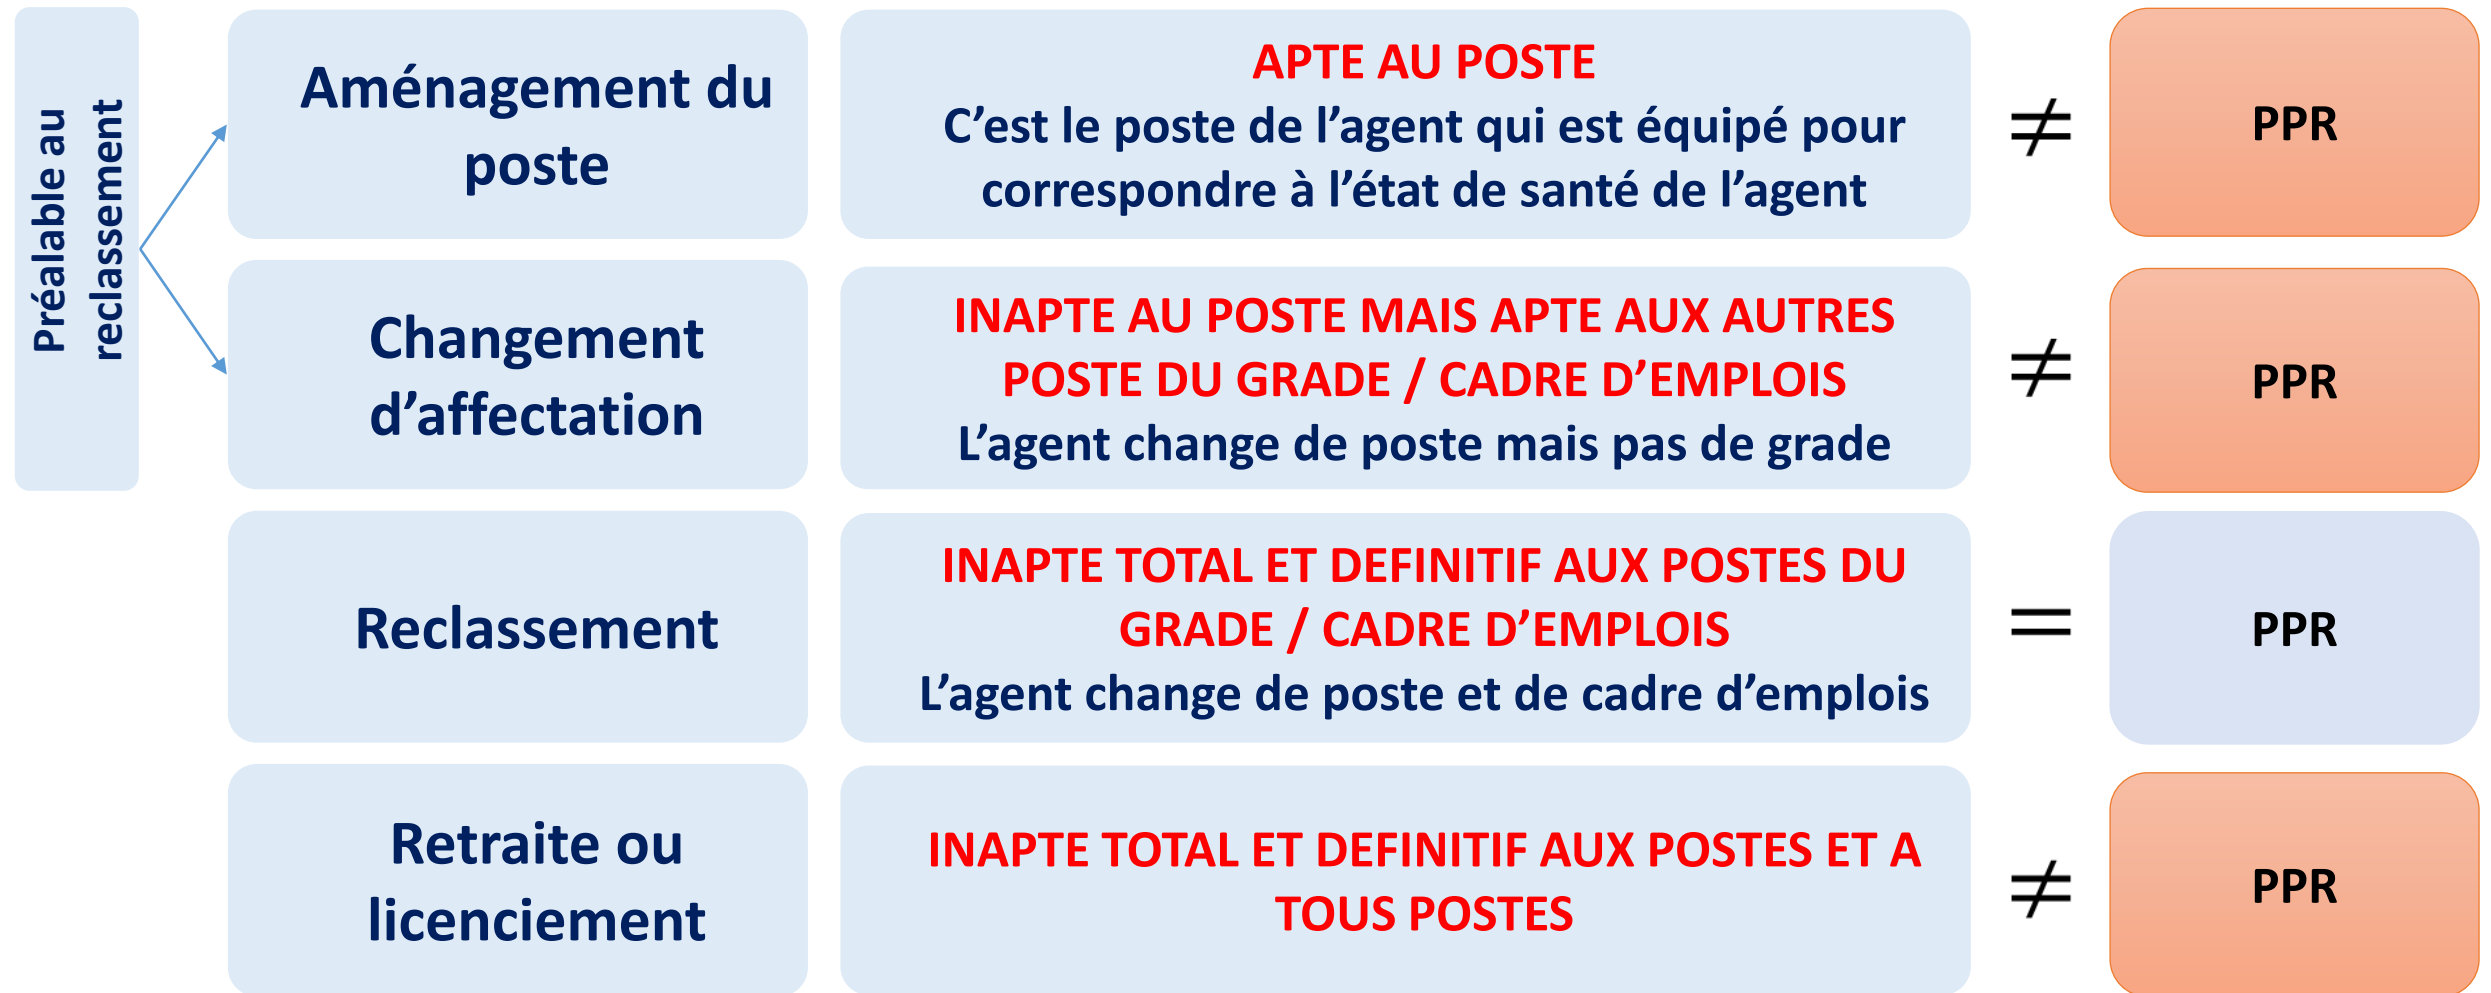 Préalable au
reclassement
Aménagement du
poste
APTE AU POSTE
C’est le poste de l’agent qui est équipé pour
correspondre à l’état de santé de l’agent
≠
PPR
Changement
d’affectation
INAPTE AU POSTE MAIS APTE AUX AUTRES
POSTE DU GRADE / CADRE D’EMPLOIS
L’agent change de poste mais pas de grade
≠
PPR
Reclassement
INAPTE TOTAL ET DEFINITIF AUX POSTES DU
GRADE / CADRE D’EMPLOIS
L’agent change de poste et de cadre d’emplois
=
PPR
Retraite ou
licenciement
INAPTE TOTAL ET DEFINITIF AUX POSTES ET A
TOUS POSTES
≠
PPR